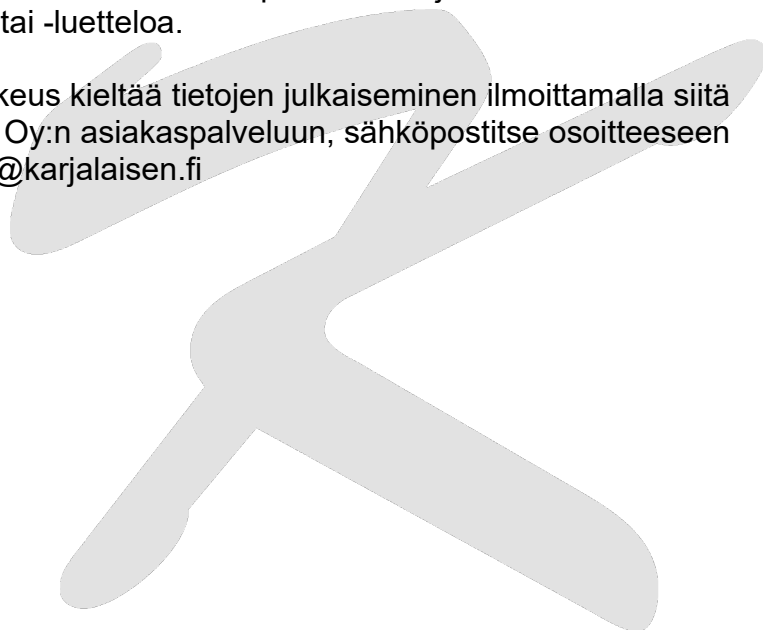 tai -luetteloa.
keus kieltää tietojen julkaiseminen ilmoittamalla siitä
Oy:n asiakaspalveluun, sähköpostitse osoitteeseen
@karjalaisen.fi